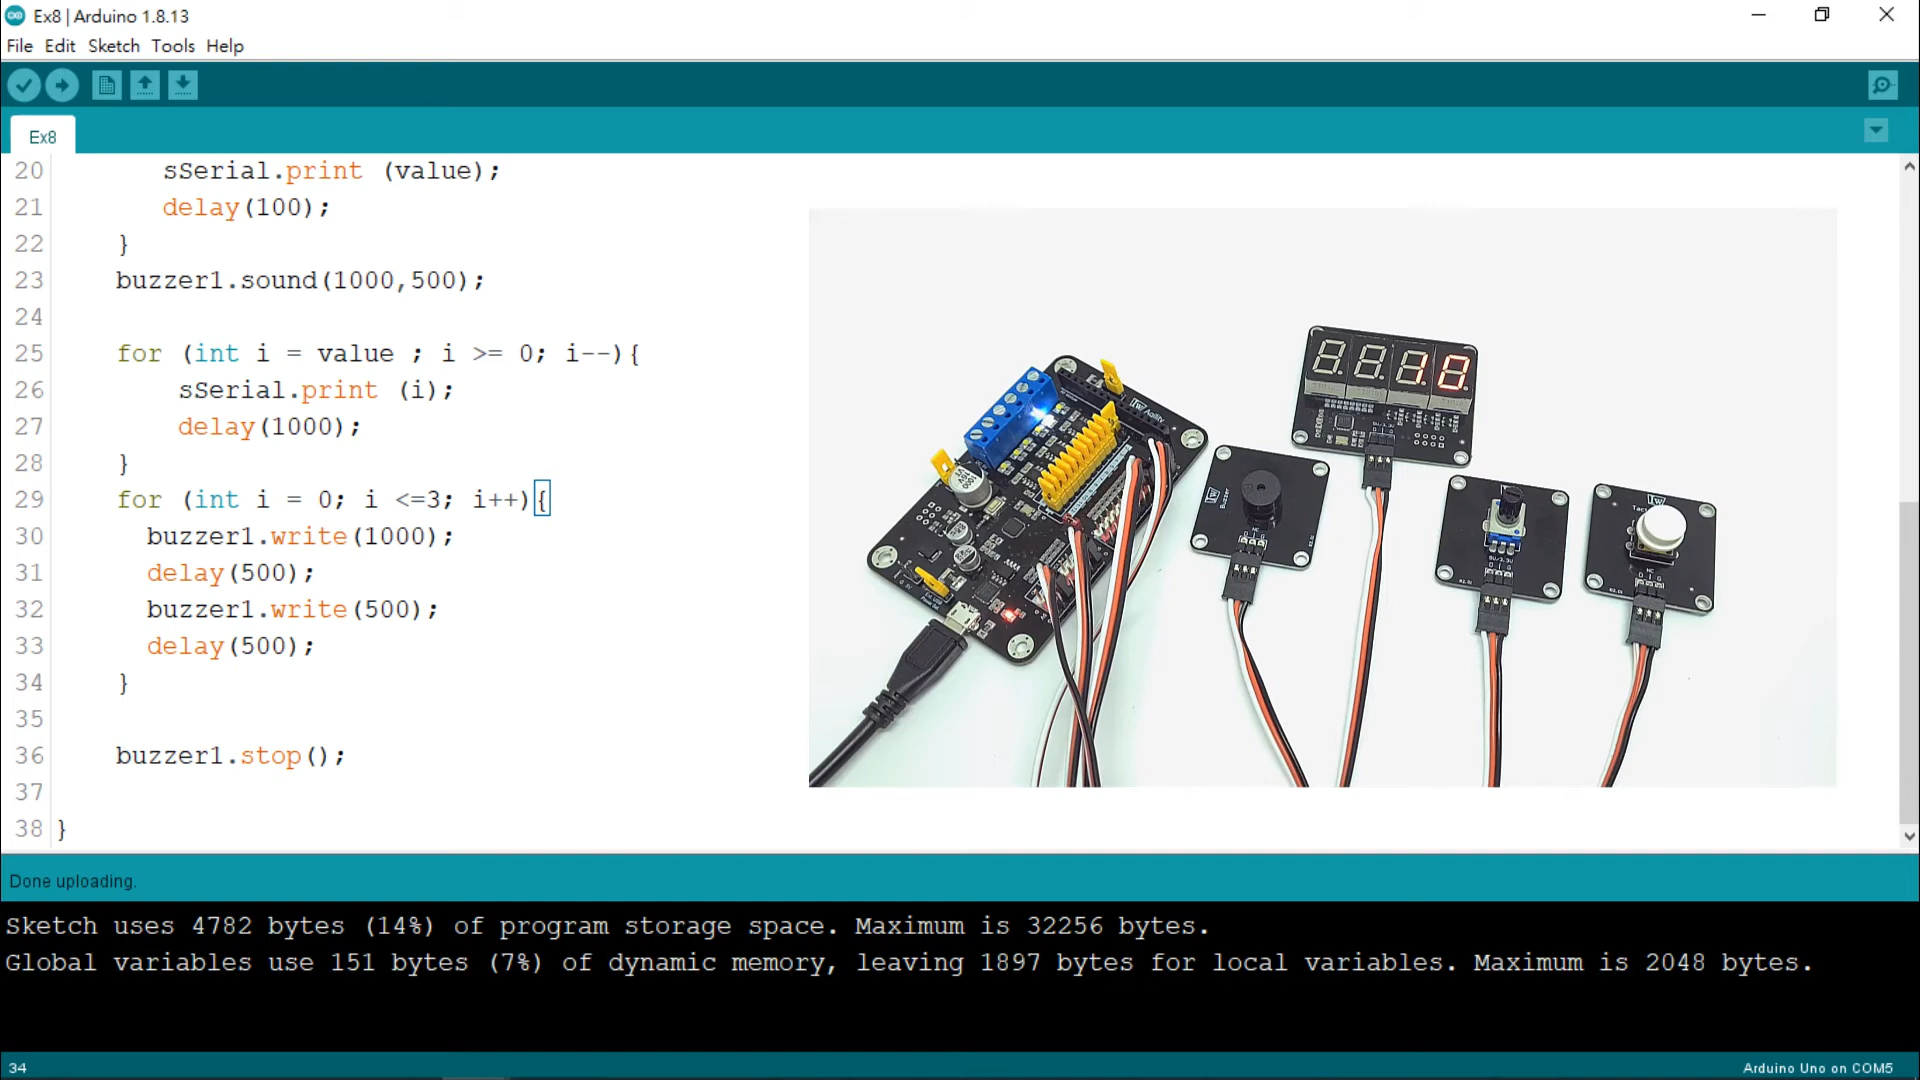 Ex8 | Arduino 1.8.13
File Edit Sketch Tools Help
Ex8
20 sSerial.print (value);
21 delay(100);
22 }
23 buzzer1.sound(1000,500);
24
25 for (int i = value ; i >= 0; i--){
26 sSerial.print (i);
27 delay(1000);
28 }
29 for (int i = 0; i <=3; i++){
30 buzzer1.write(1000);
31 delay(500);
32 buzzer1.write(500);
33 delay(500);
34 }
35
36 buzzer1.stop();
37
38 }
10
Agility
Buzzer
Done uploading.
Sketch uses 4782 bytes (14%) of program storage space. Maximum is 32256 bytes.
Global variables use 151 bytes (7%) of dynamic memory, leaving 1897 bytes for local variables. Maximum is 2048 bytes.
34
Arduino Uno on COM5